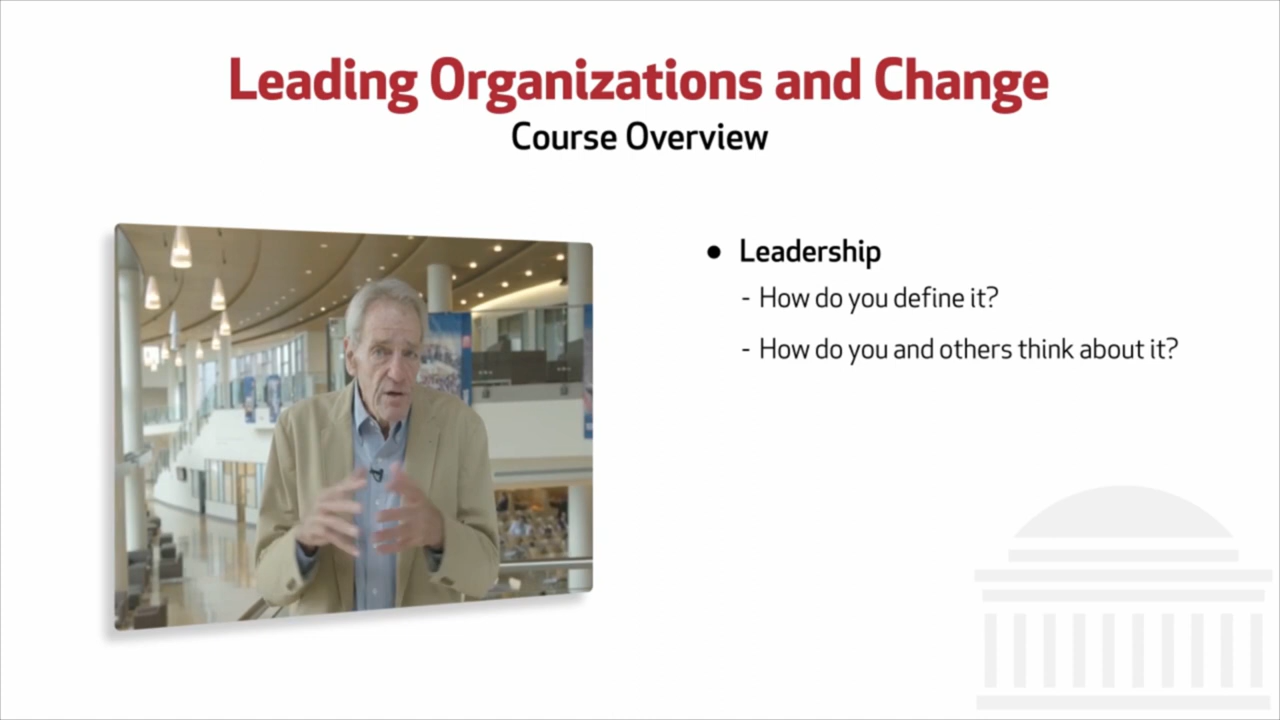 Leading Organizations and Change
Course Overview
● Leadership
- How do you define it?
- How do you and others think about it?